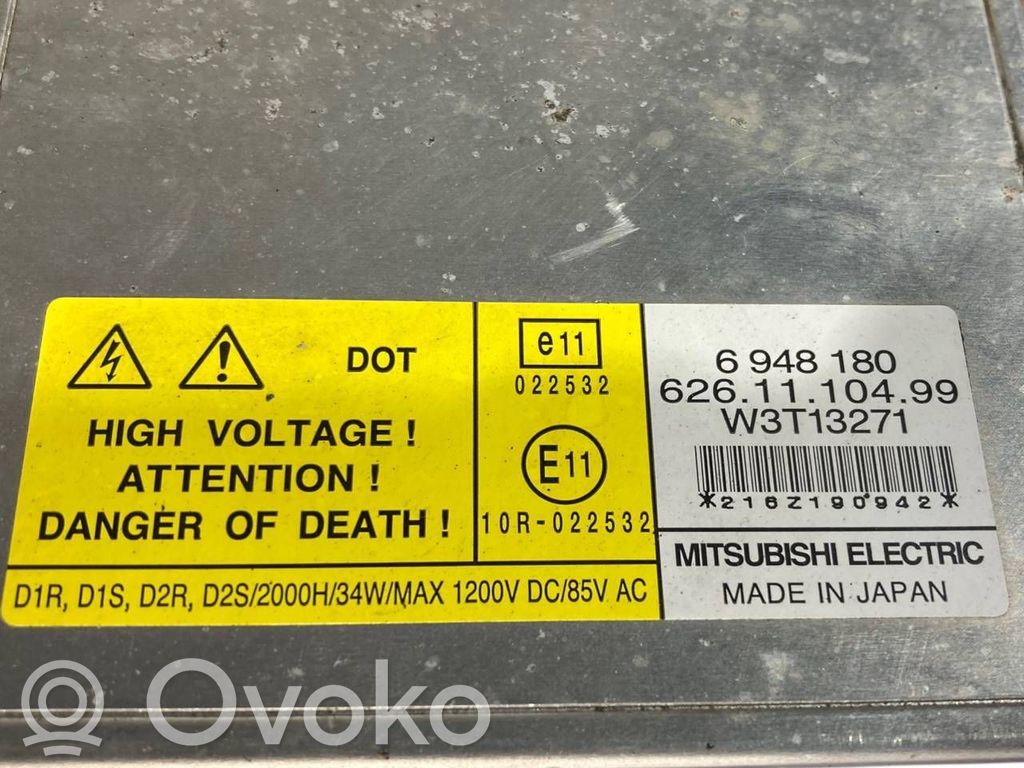 DOT
HIGH VOLTAGE !
ATTENTION !
DANGER OF DEATH !
D1R, D1S, D2R, D2S/2000H/34W/MAX 1200V DC/85V AC
e11
022532
E11
10R-022532
6 948 180
626.11.104.99
W3T13271
*216Z190942*
MITSUBISHI ELECTRIC
MADE IN JAPAN
Ovoko